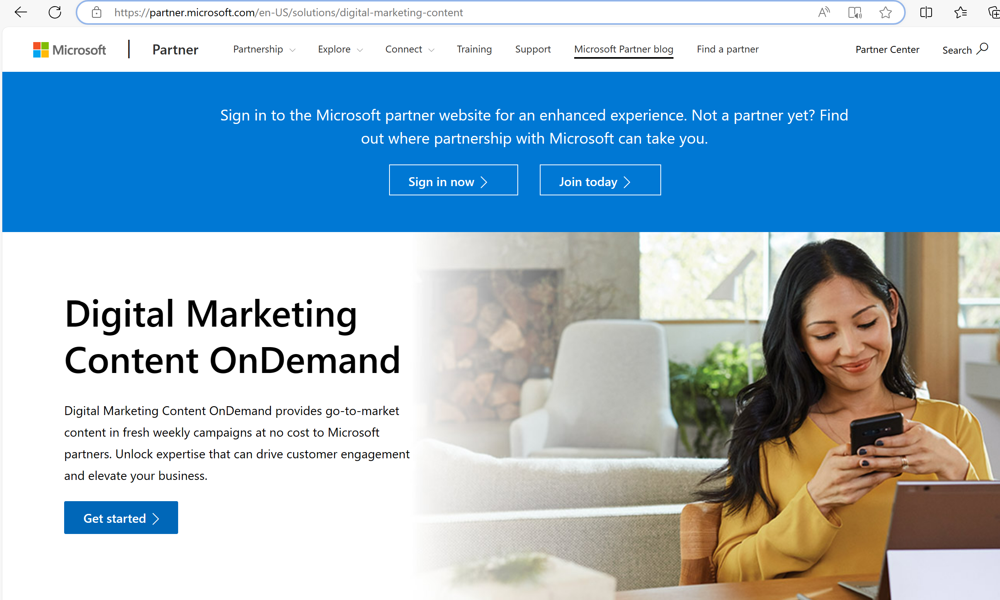 https://partner.microsoft.com/en-US/solutions/digital-marketing-content
Microsoft
Partner
Partnership
Explore
Connect
Training
Support
Microsoft Partner blog
Find a partner
Partner Center
Search
Sign in to the Microsoft partner website for an enhanced experience. Not a partner yet? Find
out where partnership with Microsoft can take you.
Sign in now
Join today
Digital Marketing
Content OnDemand
Digital Marketing Content OnDemand provides go-to-market
content in fresh weekly campaigns at no cost to Microsoft
partners. Unlock expertise that can drive customer engagement
and elevate your business.
Get started